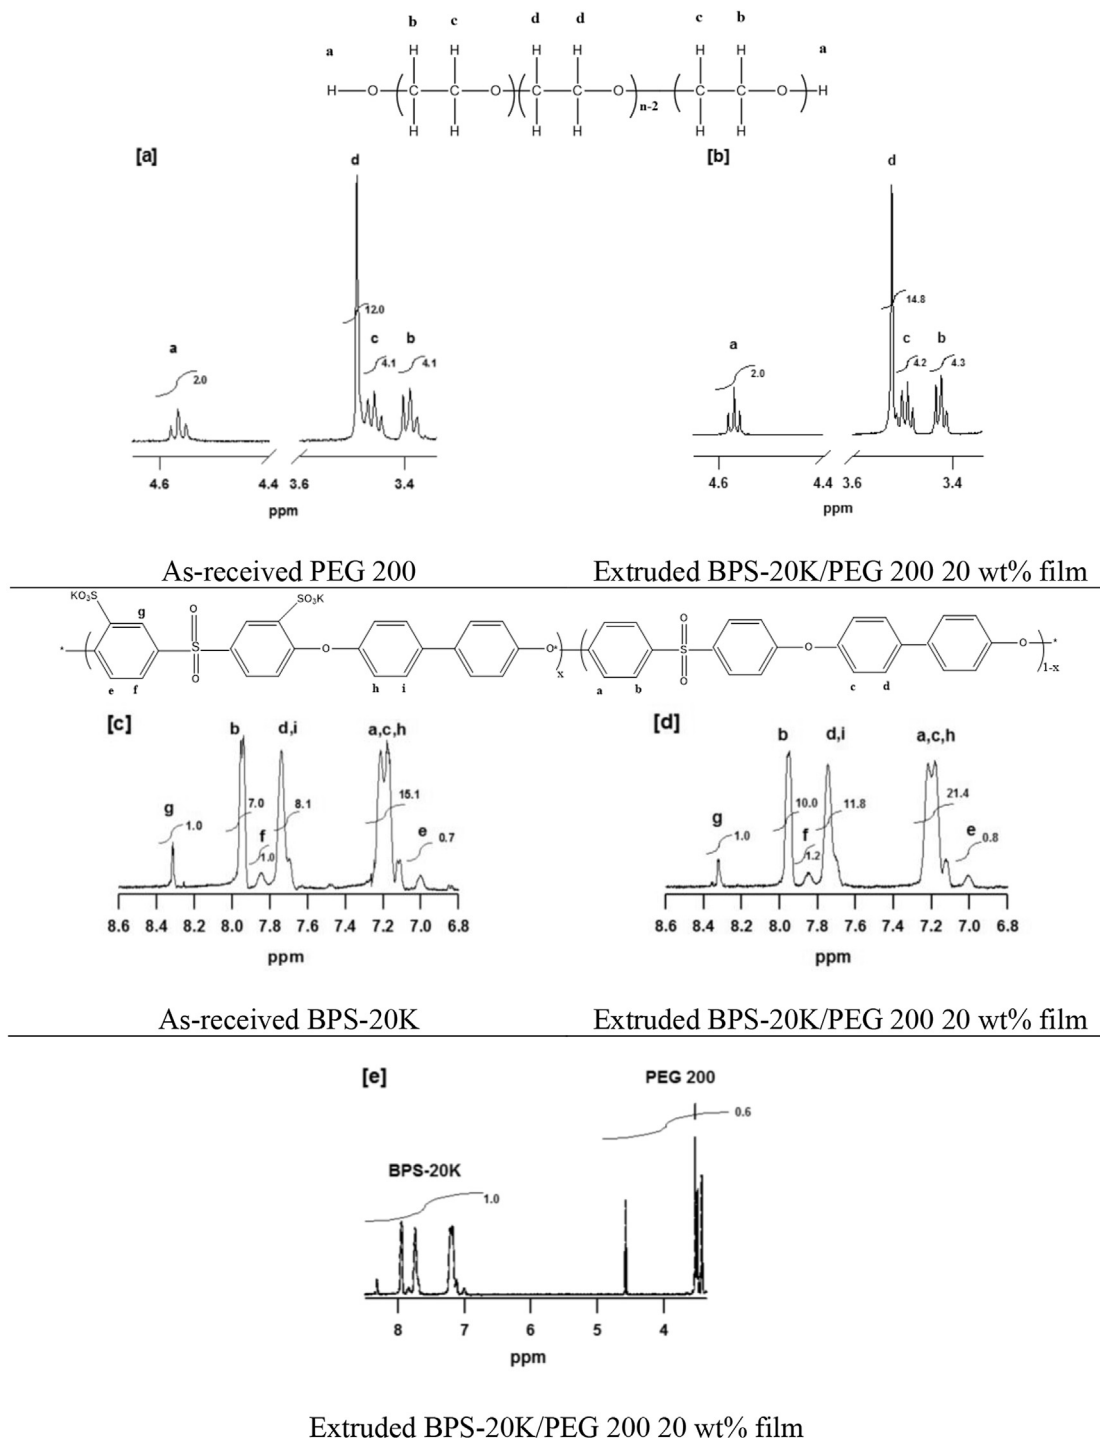 b c d d c b
a a
H H H H H H
H O C C O C C O n-2 C C O H
H H H H H H
[a] [b]
d d
12.0 14.8
c b c b
a 4.1 4.1 a 4.2 4.3
2.0 2.0
4.6 4.4 3.6 3.4 4.6 4.4 3.6 3.4
ppm ppm
As-received PEG 200 Extruded BPS-20K/PEG 200 20 wt% film
KO3S g O SO3K O
* S O O* x S O * 1-x
O O
e f h i a b c d
[c] [d]
b d,i a,c,h b d,i a,c,h
g 1.0 7.0 f 1.0 8.1 15.1 e 0.7 g 1.0 10.0 f 1.2 11.8 21.4 e 0.8
8.6 8.4 8.2 8.0 7.8 7.6 7.4 7.2 7.0 6.8 8.6 8.4 8.2 8.0 7.8 7.6 7.4 7.2 7.0 6.8
ppm ppm
As-received BPS-20K Extruded BPS-20K/PEG 200 20 wt% film
[e] PEG 200
0.6
BPS-20K
1.0
8 7 6 5 4
ppm
Extruded BPS-20K/PEG 200 20 wt% film